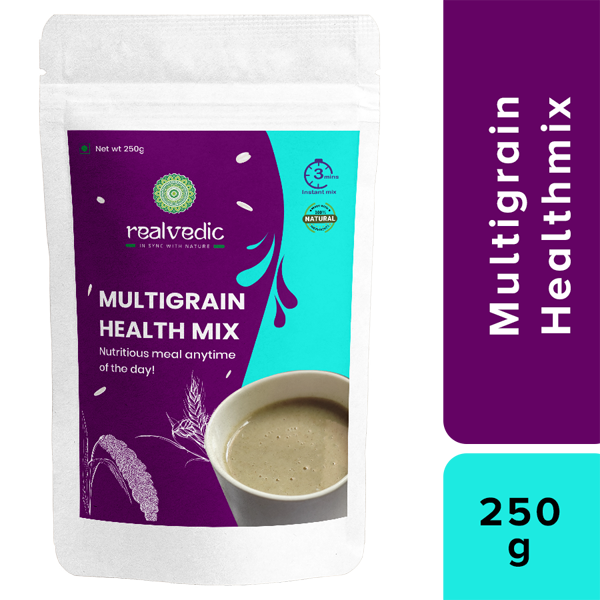 Net wt 250g
realvedic
IN SYNC WITH NATURE
MULTIGRAIN
HEALTH MIX
Nutritious meal anytime
of the day!
3 mins
Instant mix
100%
NATURAL
Multigrain
Healthmix
250
g